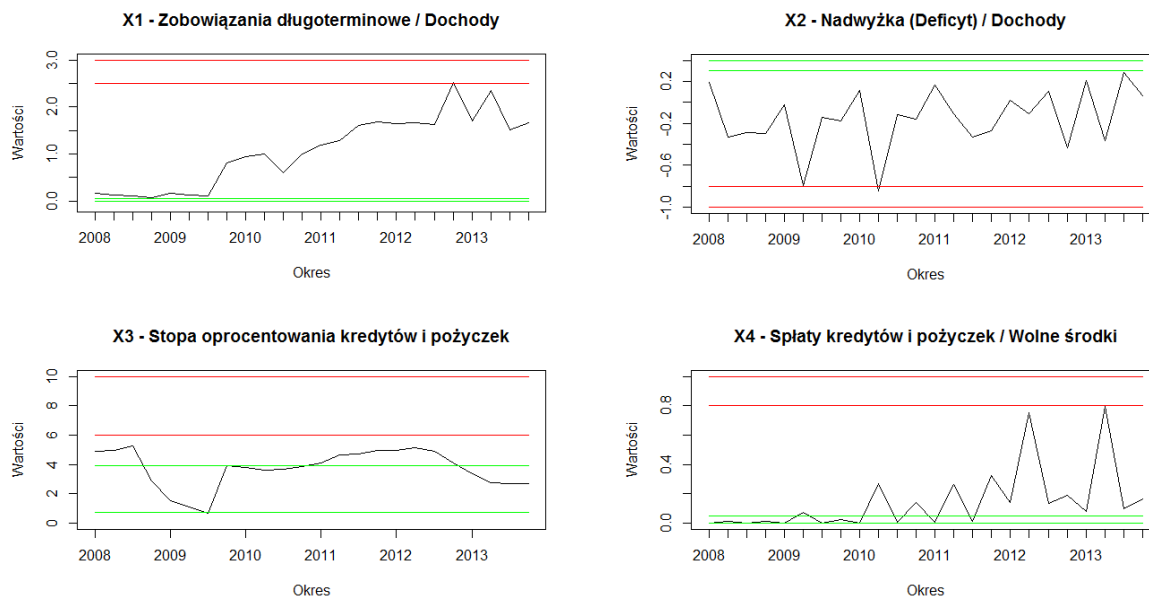 X1 - Zobowiązania długoterminowe / Dochody
Wartości
3.0
2.0
1.0
0.0
2008 2009 2010 2011 2012 2013
Okres
X2 - Nadwyżka (Deficyt) / Dochody
Wartości
0.2
-0.2
-0.6
-1.0
2008 2009 2010 2011 2012 2013
Okres
X3 - Stopa oprocentowania kredytów i pożyczek
Wartości
10
8
6
4
2
0
2008 2009 2010 2011 2012 2013
Okres
X4 - Spłaty kredytów i pożyczek / Wolne środki
Wartości
0.8
0.4
0.0
2008 2009 2010 2011 2012 2013
Okres